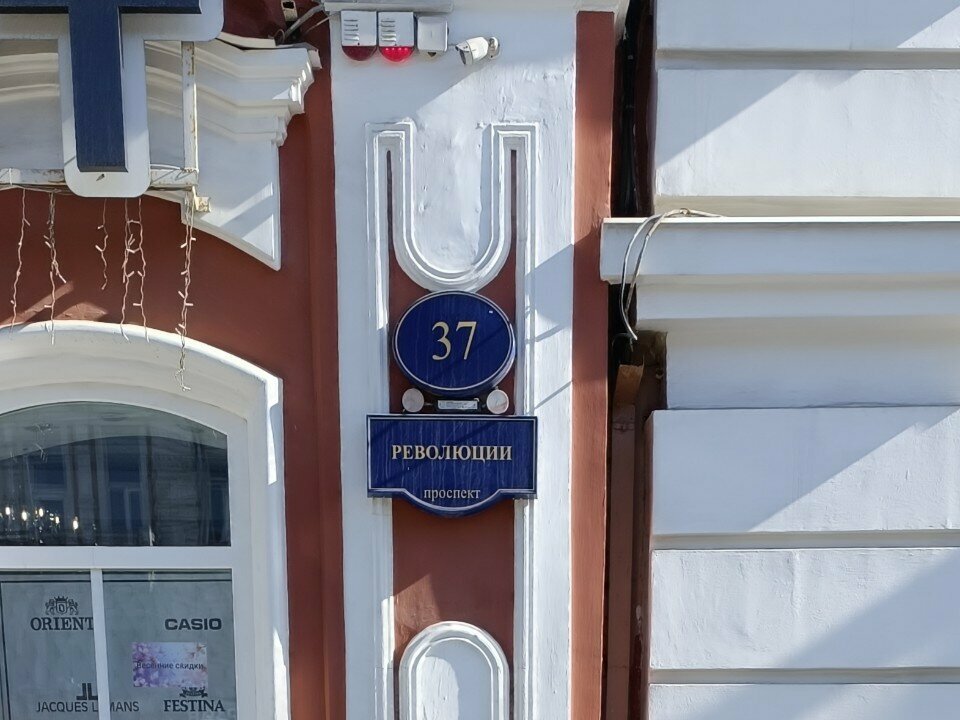 37
РЕВОЛЮЦИИ
проспект
ORIENT
CASIO
Весенние скидки
JACQUES LEMANS
FESTINA